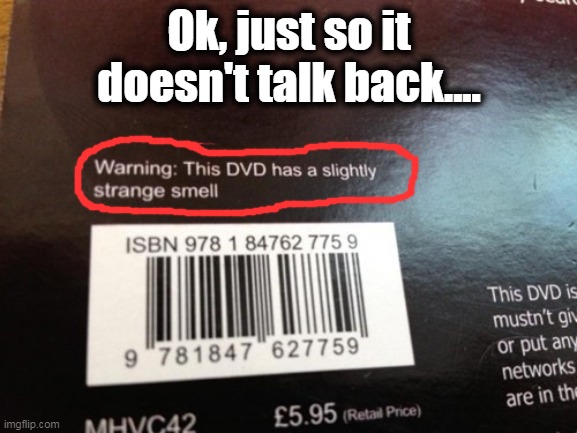 Ok, just so it
doesn't talk back....
Warning: This DVD has a slightly
strange smell
ISBN 978 1 84762 775 9
9 781847 627759
This DVD is
mustn't
or put any
networks
are in the
MHVC42
£5.95 (Retail Price)
imgflip.com